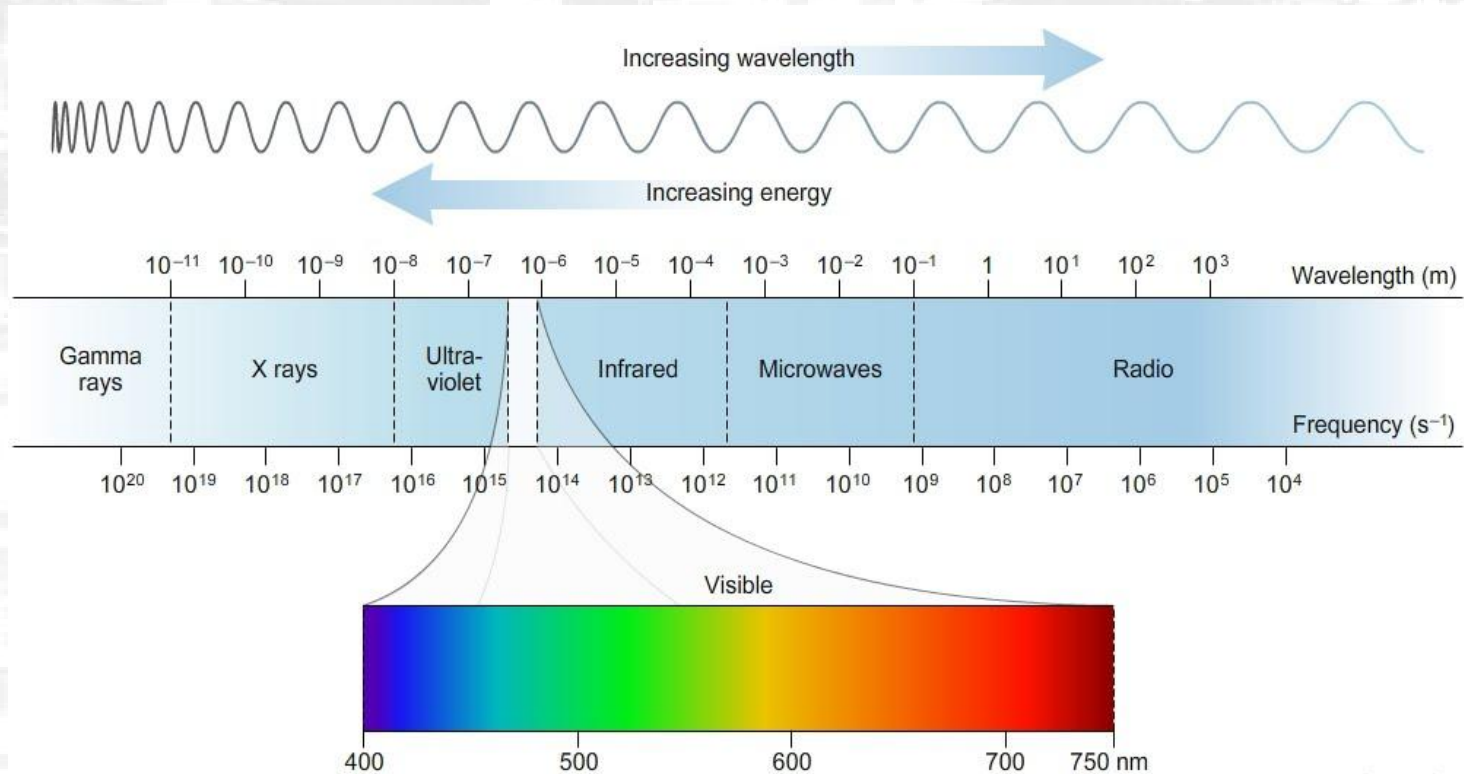 Increasing wavelength
Increasing energy
10⁻¹¹ 10⁻¹⁰ 10⁻⁹ 10⁻⁸ 10⁻⁷ 10⁻⁶ 10⁻⁵ 10⁻⁴ 10⁻³ 10⁻² 10⁻¹ 1 10¹ 10² 10³ Wavelength (m)
Gamma
rays
X rays
Ultra-
violet
Infrared
Microwaves
Radio
Frequency (s⁻¹)
10²⁰ 10¹⁹ 10¹⁸ 10¹⁷ 10¹⁶ 10¹⁵ 10¹⁴ 10¹³ 10¹² 10¹¹ 10¹⁰ 10⁹ 10⁸ 10⁷ 10⁶ 10⁵ 10⁴
Visible
400 500 600 700 750 nm